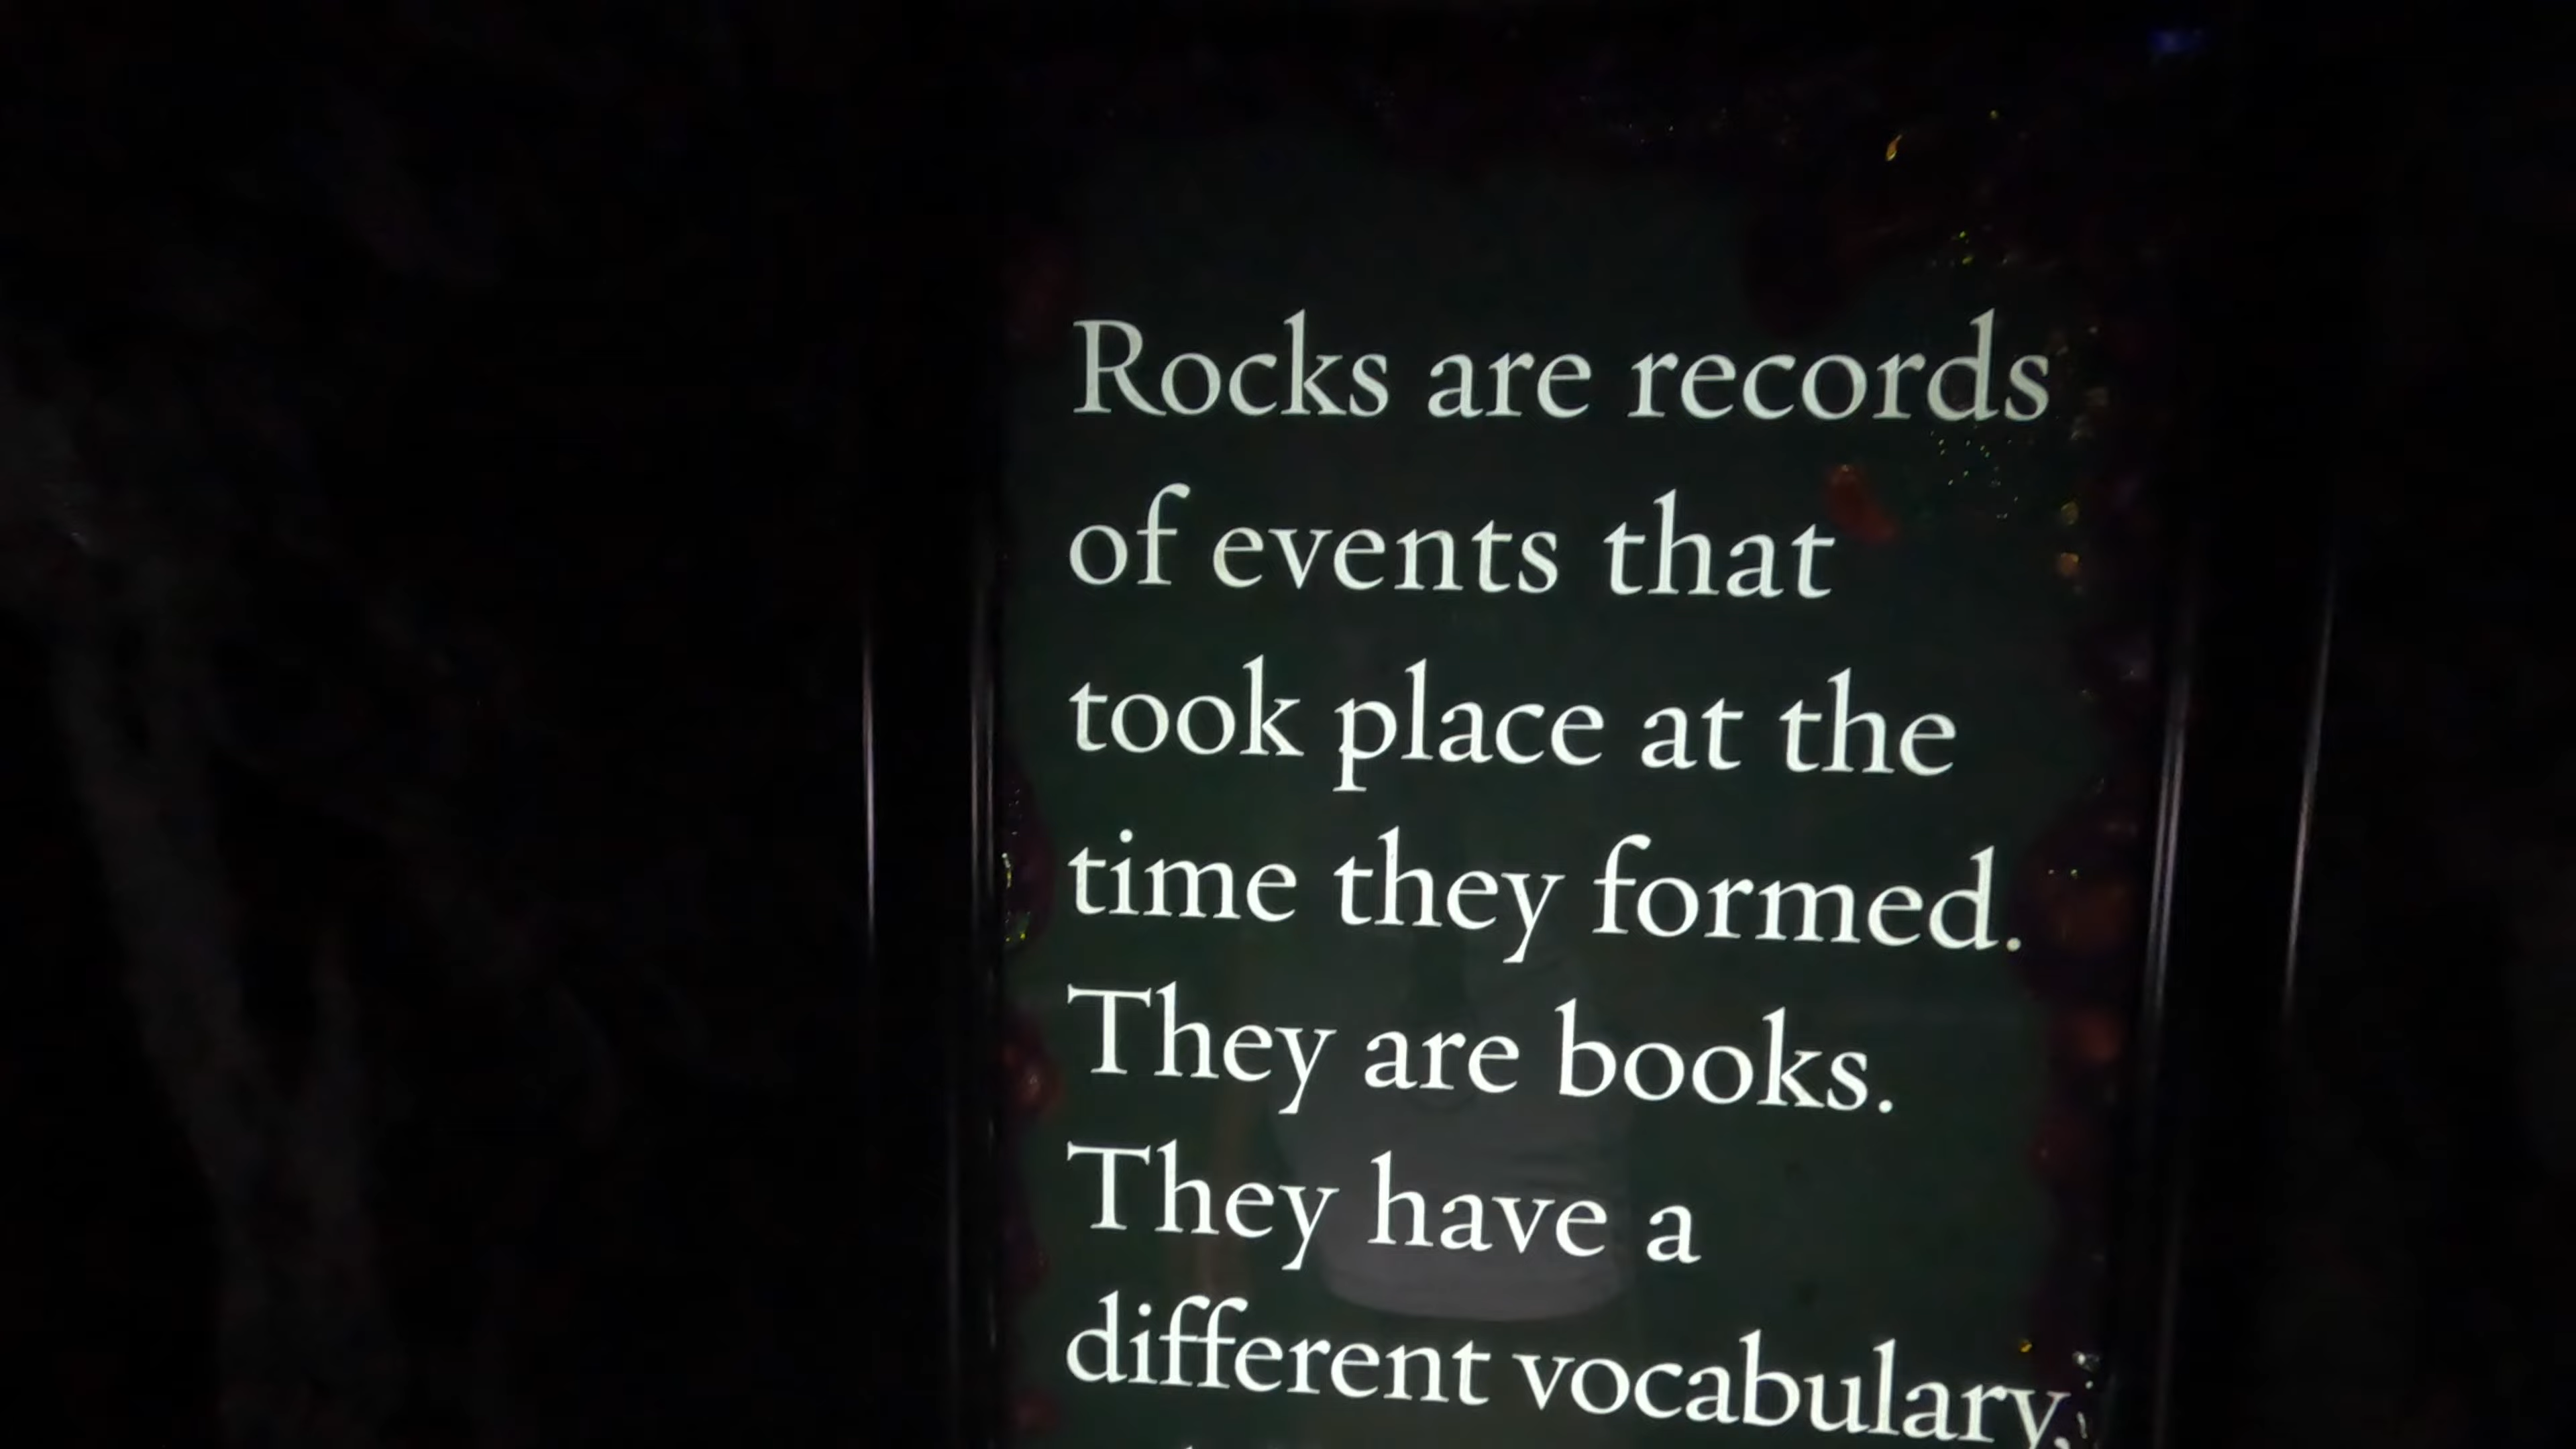 Rocks are records
of events that
took place at the
time they formed.
They are books.
They have a
different vocabulary,